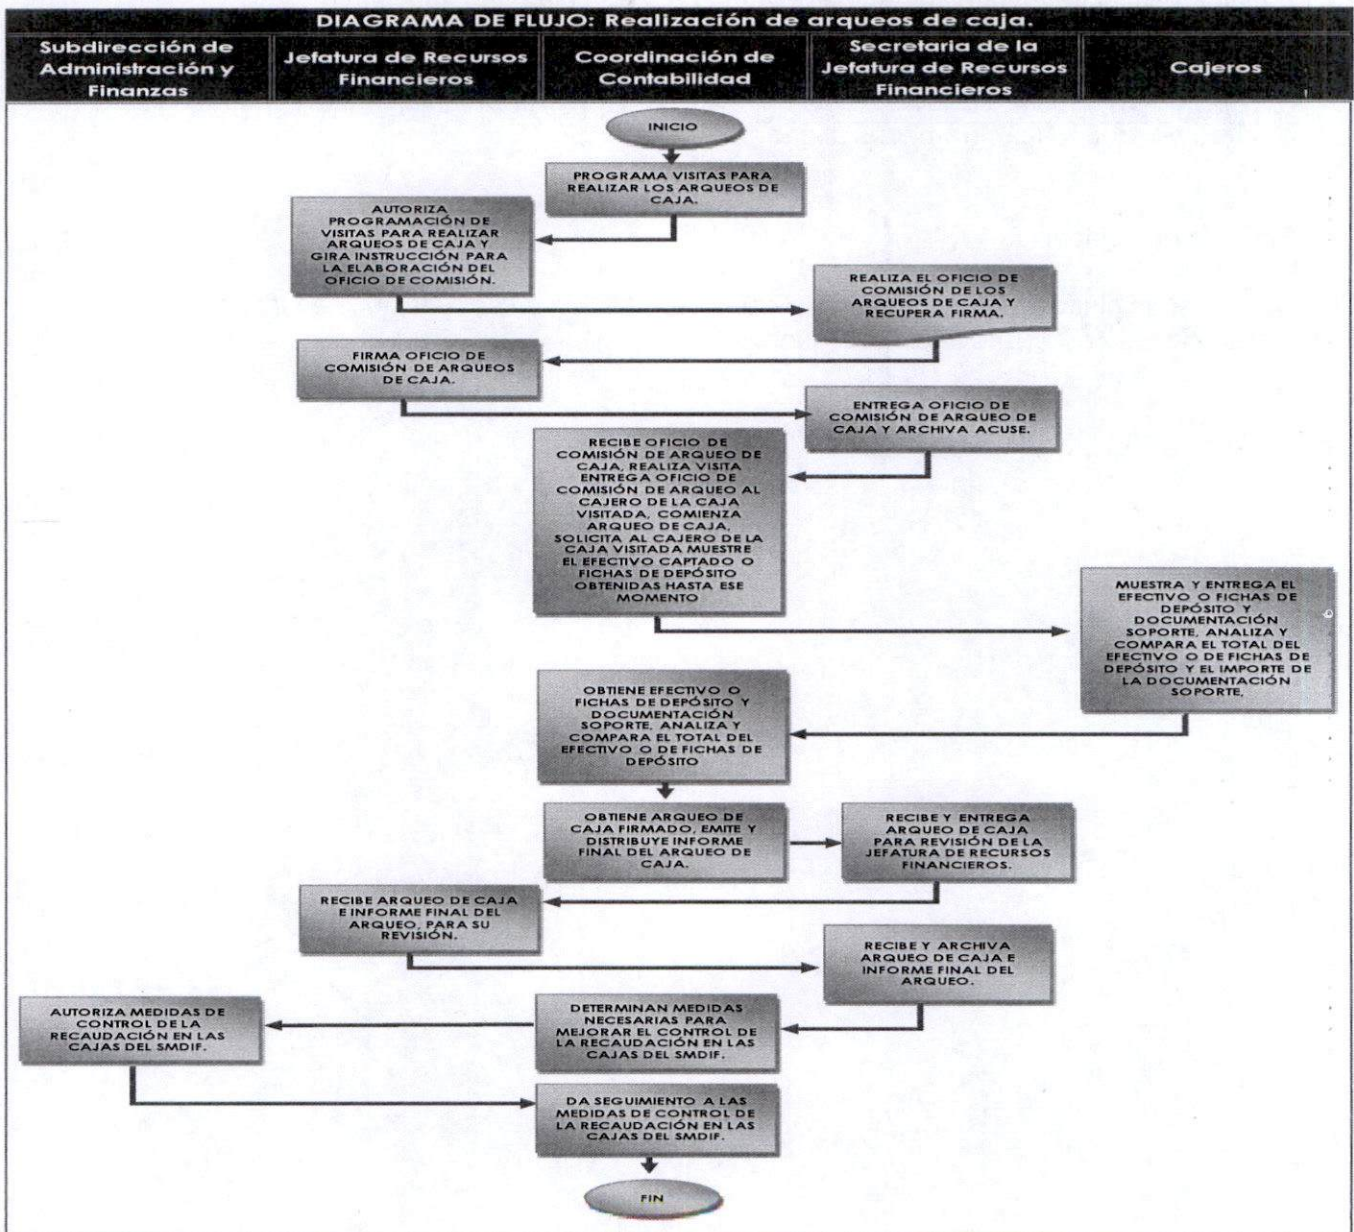 DIAGRAMA DE FLUJO: Realización de arqueos de caja.
Subdirección de
Administración y
Finanzas
Jefatura de Recursos
Financieros
Coordinación de
Contabilidad
Secretaria de la
Jefatura de Recursos
Financieros
Cajeros
INICIO
PROGRAMA VISITAS PARA
REALIZAR LOS ARQUEOS DE
CAJA.
AUTORIZA
PROGRAMACIÓN DE
VISITAS PARA REALIZAR
ARQUEOS DE CAJA Y
GIRA INSTRUCCIÓN PARA
LA ELABORACIÓN DEL
OFICIO DE COMISIÓN.
REALIZA EL OFICIO DE
COMISIÓN DE LOS
ARQUEOS DE CAJA Y
RECUPERA FIRMA.
FIRMA OFICIO DE
COMISIÓN DE ARQUEOS
DE CAJA.
ENTREGA OFICIO DE
COMISIÓN DE ARQUEO DE
CAJA Y ARCHIVA ACUSE.
RECIBE OFICIO DE
COMISIÓN DE ARQUEO DE
CAJA, REALIZA VISITA
ENTREGA OFICIO DE
COMISIÓN DE ARQUEO AL
CAJERO DE LA CAJA
VISITADA, COMIENZA
ARQUEO DE CAJA,
SOLICITA AL CAJERO DE LA
CAJA VISITADA MUESTRE
EL EFECTIVO CAPTADO O
FICHAS DE DEPÓSITO
OBTENIDAS HASTA ESE
MOMENTO
MUESTRA Y ENTREGA EL
EFECTIVO O FICHAS DE
DEPÓSITO Y
DOCUMENTACIÓN
SOPORTE, ANALIZA Y
COMPARA EL TOTAL DEL
EFECTIVO O DE FICHAS DE
DEPÓSITO Y EL IMPORTE DE
LA DOCUMENTACIÓN
SOPORTE,
OBTIENE EFECTIVO O
FICHAS DE DEPÓSITO Y
DOCUMENTACIÓN
SOPORTE, ANALIZA Y
COMPARA EL TOTAL DEL
EFECTIVO O DE FICHAS DE
DEPÓSITO
OBTIENE ARQUEO DE
CAJA FIRMADO, EMITE Y
DISTRIBUYE INFORME
FINAL DEL ARQUEO DE
CAJA.
RECIBE Y ENTREGA
ARQUEO DE CAJA
PARA REVISIÓN DE LA
JEFATURA DE RECURSOS
FINANCIEROS.
RECIBE ARQUEO DE CAJA
E INFORME FINAL DEL
ARQUEO, PARA SU
REVISIÓN.
RECIBE Y ARCHIVA
ARQUEO DE CAJA E
INFORME FINAL DEL
ARQUEO.
DETERMINAN MEDIDAS
NECESARIAS PARA
MEJORAR EL CONTROL DE
LA RECAUDACIÓN EN LAS
CAJAS DEL SMDIF.
AUTORIZA MEDIDAS DE
CONTROL DE LA
RECAUDACIÓN EN LAS
CAJAS DEL SMDIF.
DA SEGUIMIENTO A LAS
MEDIDAS DE CONTROL DE
LA RECAUDACIÓN EN LAS
CAJAS DEL SMDIF.
FIN